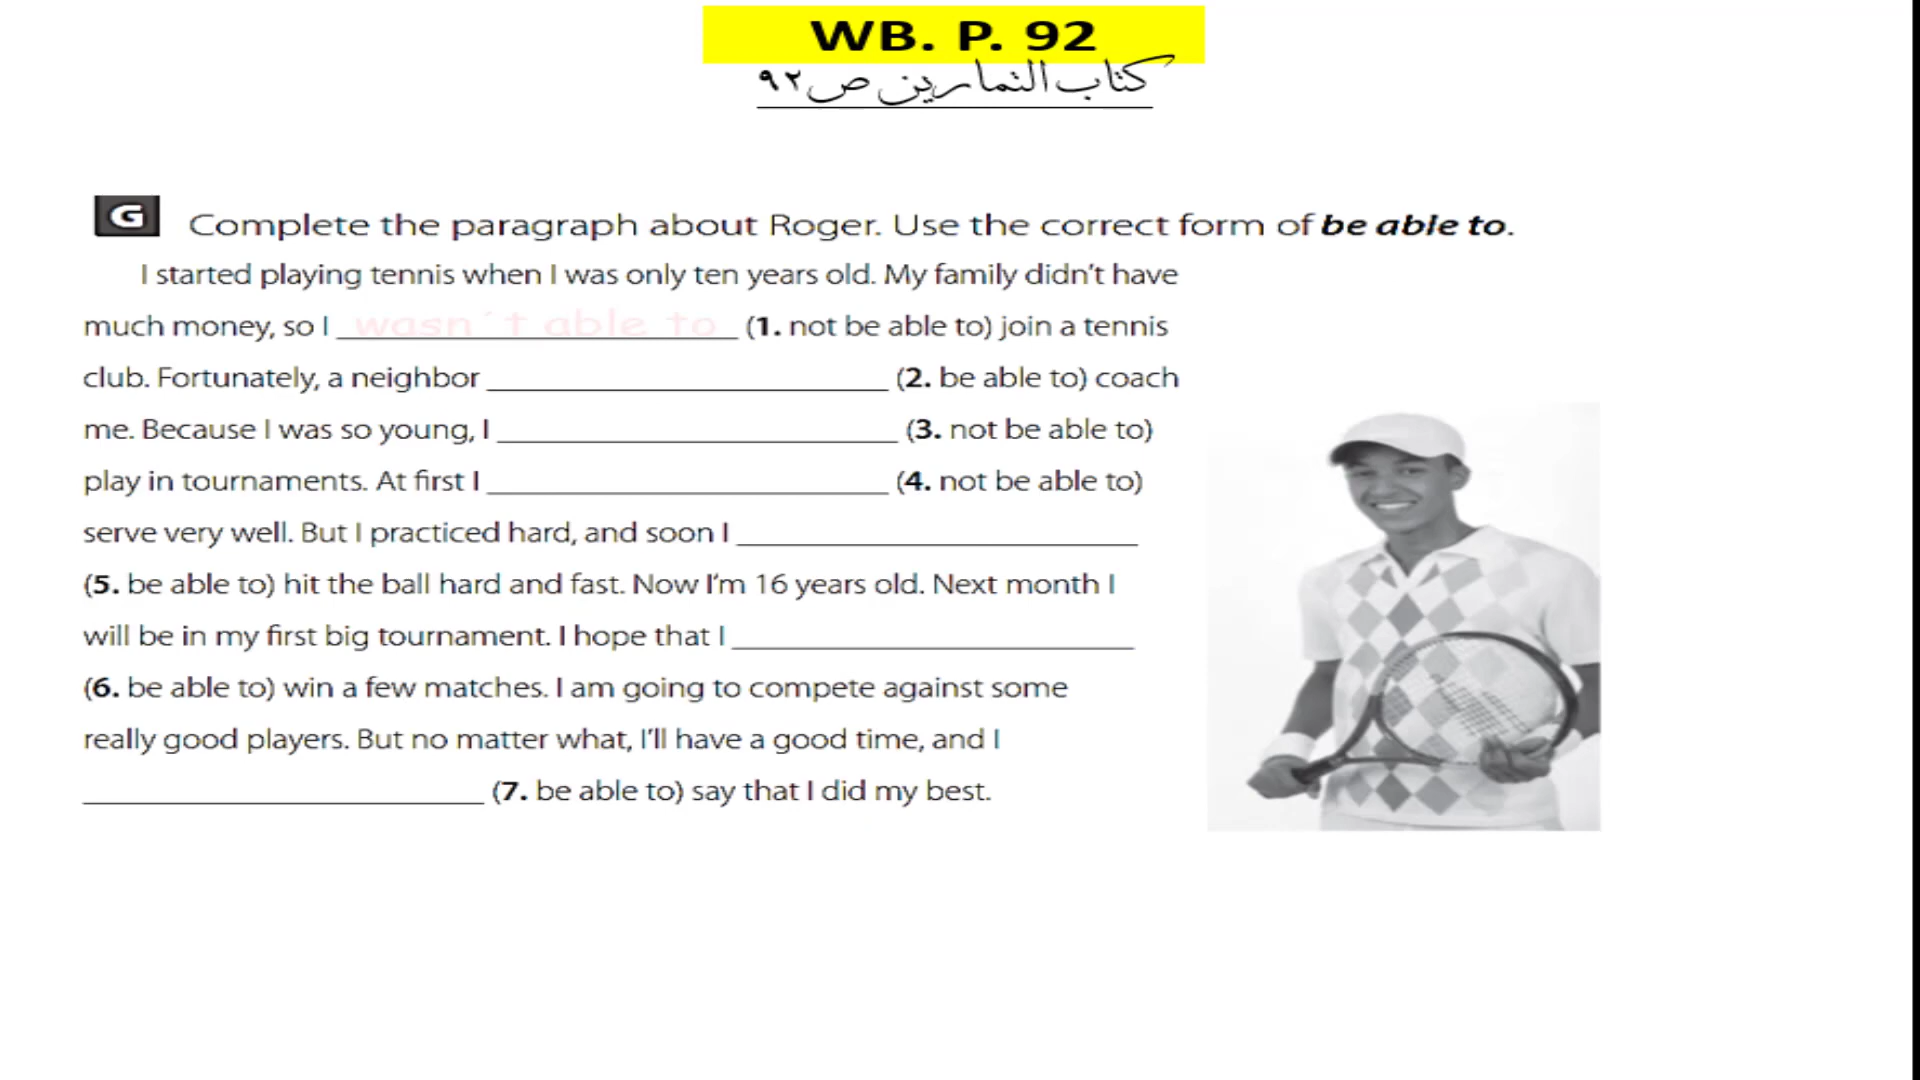 WB. P. 92
كتاب التمارين ص ٩٢
G Complete the paragraph about Roger. Use the correct form of be able to.
I started playing tennis when I was only ten years old. My family didn't have
much money, so I wasn´t able to (1. not be able to) join a tennis
club. Fortunately, a neighbor ____________________ (2. be able to) coach
me. Because I was so young, I ____________________ (3. not be able to)
play in tournaments. At first I ____________________ (4. not be able to)
serve very well. But I practiced hard, and soon I ____________________
(5. be able to) hit the ball hard and fast. Now I'm 16 years old. Next month I
will be in my first big tournament. I hope that I ____________________
(6. be able to) win a few matches. I am going to compete against some
really good players. But no matter what, I'll have a good time, and I
____________________ (7. be able to) say that I did my best.